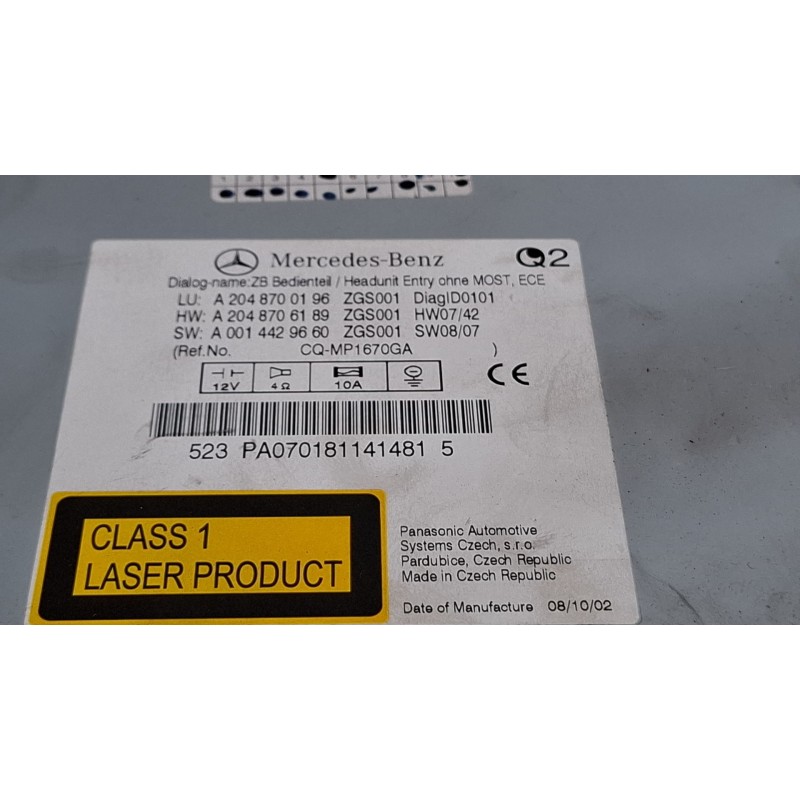 Mercedes-Benz Q2
Dialog-name:ZB Bedienteil / Headunit Entry ohne MOST, ECE
LU: A 204 870 01 96 ZGS001 DiagID0101
HW: A 204 870 61 89 ZGS001 HW07/42
SW: A 001 442 96 60 ZGS001 SW08/07
(Ref.No. CQ-MP1670GA )
12V 4Ω 10A CE
523 PA070181141481 5
CLASS 1
LASER PRODUCT
Panasonic Automotive
Systems Czech, s.r.o.
Pardubice, Czech Republic
Made in Czech Republic
Date of Manufacture 08/10/02